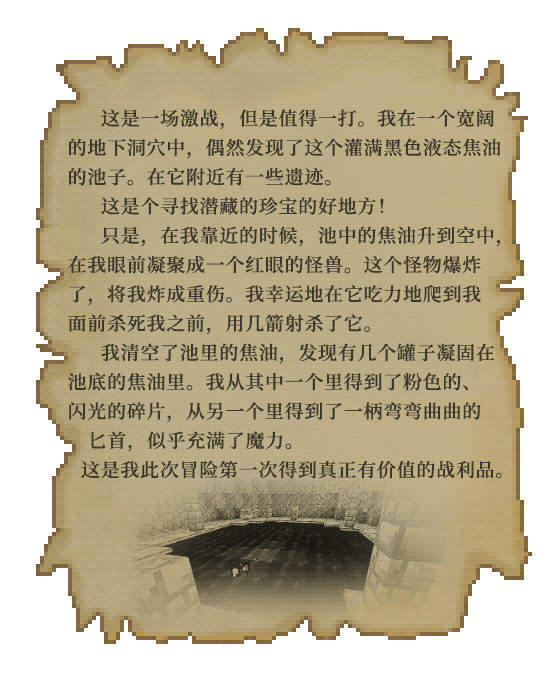 这是一场激战，但是值得一打。我在一个宽阔
的地下洞穴中，偶然发现了这个灌满黑色液态焦油
的池子。在它附近有一些遗迹。
这是个寻找潜藏的珍宝的好地方！
只是，在我靠近的时候，池中的焦油升到空中，
在我眼前凝聚成一个红眼的怪兽。这个怪物爆炸
了，将我炸成重伤。我幸运地在它吃力地爬到我
面前杀死我之前，用几箭射杀了它。
我清空了池里的焦油，发现有几个罐子凝固在
池底的焦油里。我从其中一个里得到了粉色的、
闪光的碎片，从另一个里得到了一柄弯弯曲曲的
匕首，似乎充满了魔力。
这是我此次冒险第一次得到真正有价值的战利品。